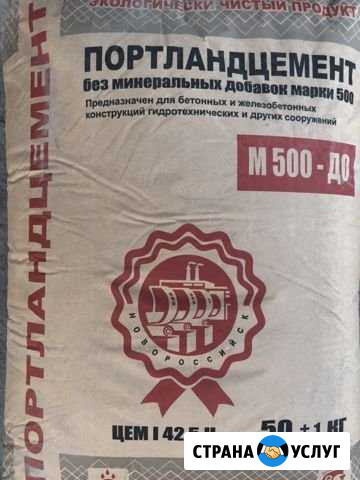 ЭКОЛОГИЧЕСКИ ЧИСТЫЙ ПРОДУКТ
ПОРТЛАНДЦЕМЕНТ
без минеральных добавок марки 500
Предназначен для бетонных и железобетонных
конструкций гидротехнических и других сооружений
М 500 - ДО
ПОРТЛАНДЦЕМЕНТ
НОВОРОССИЙСК
ЦЕМ I 42,5 Н
50 ± 1 КГ
СТРАНА УСЛУГ